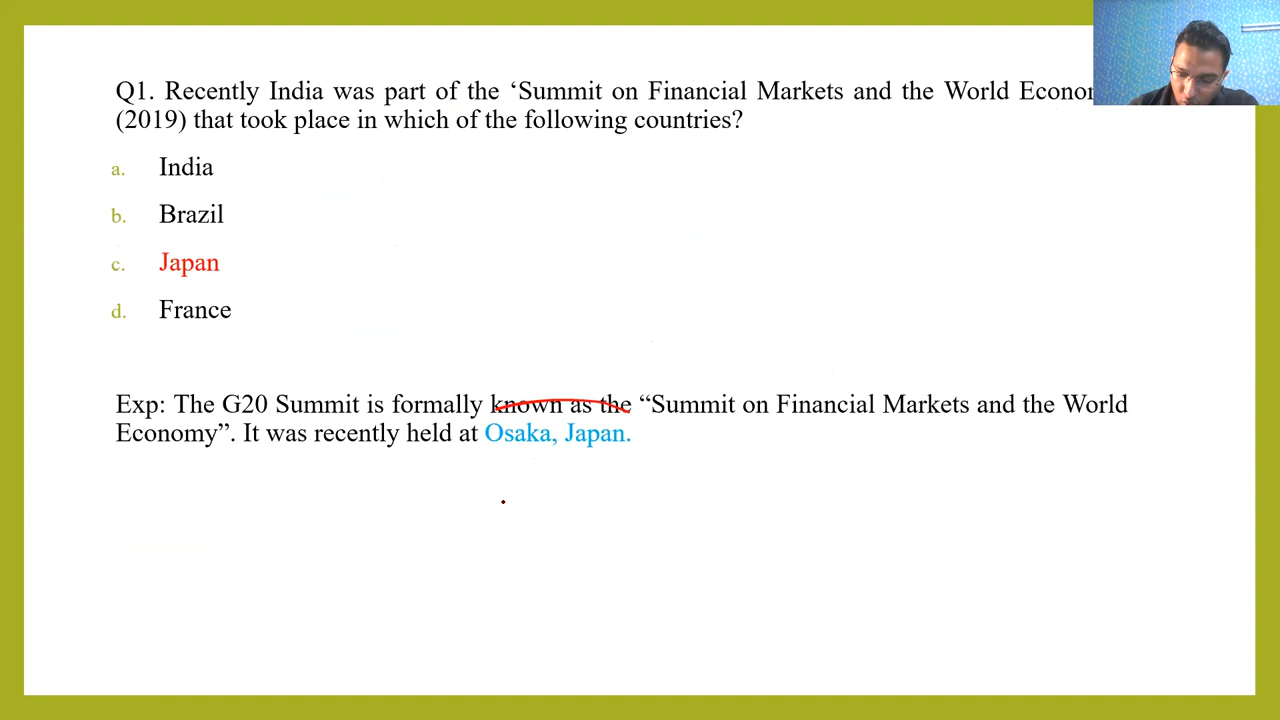 Q1. Recently India was part of the ‘Summit on Financial Markets and the World
(2019) that took place in which of the following countries?
a. India
b. Brazil
c. Japan
d. France
Exp: The G20 Summit is formally known as the “Summit on Financial Markets and the World
Economy”. It was recently held at Osaka, Japan.